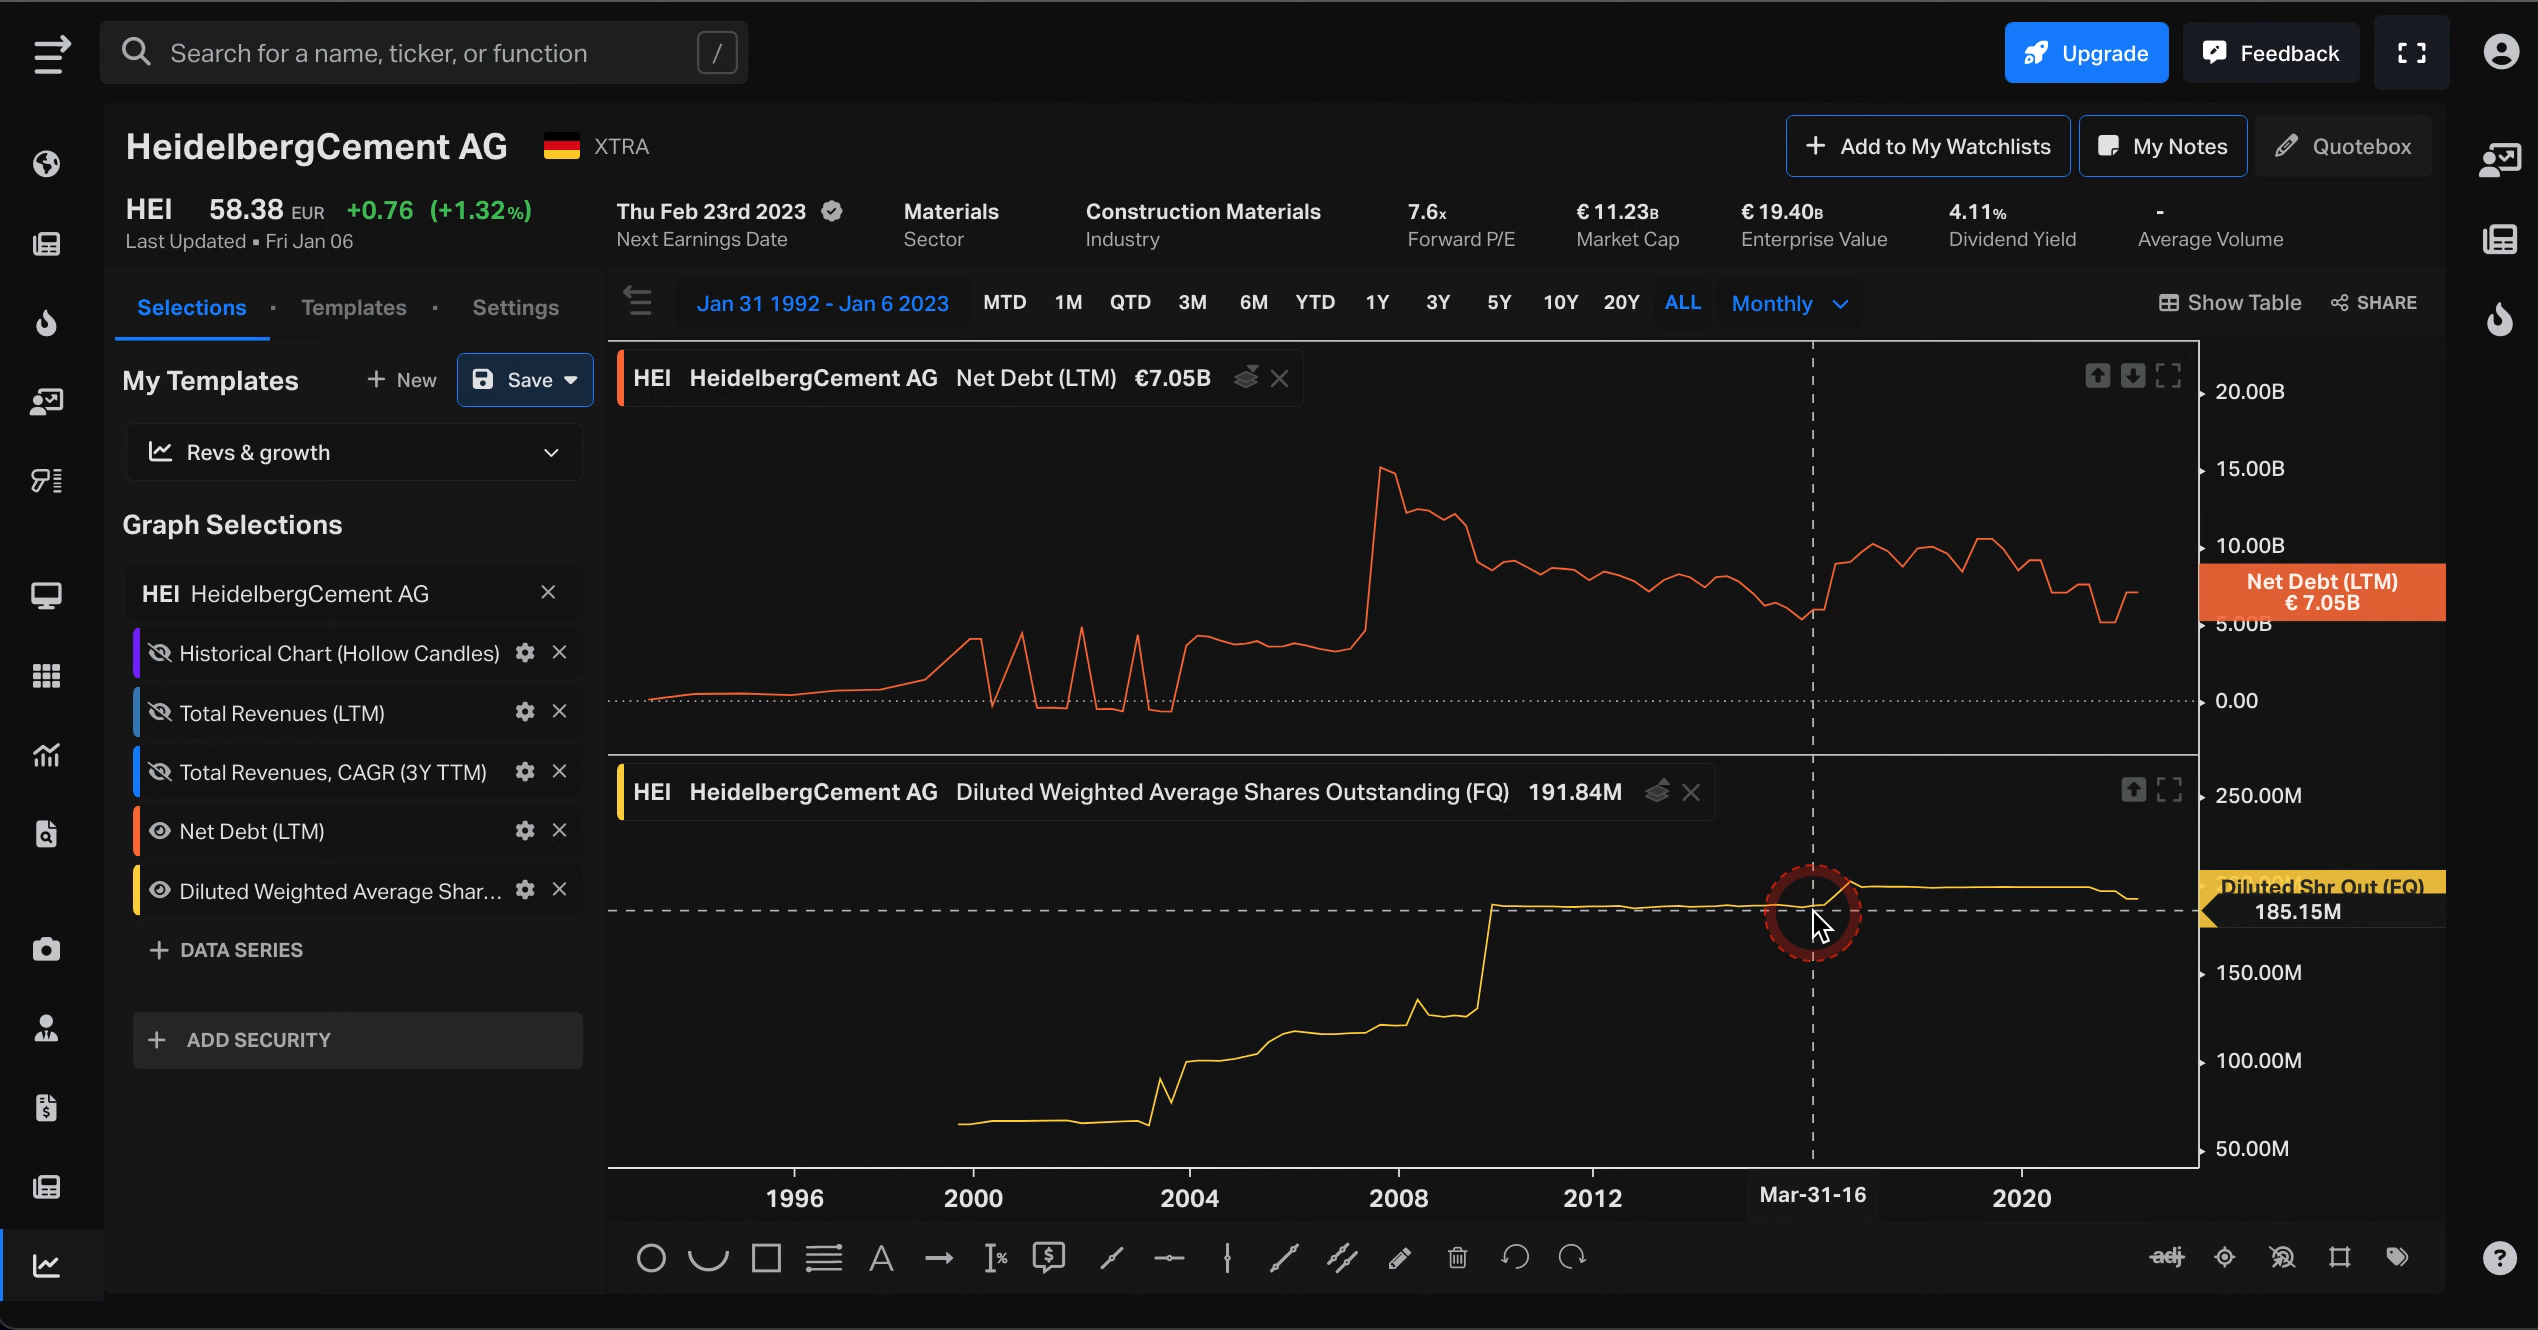 Search for a name, ticker, or function /
Upgrade
Feedback
HeidelbergCement AG XTRA
+ Add to My Watchlists
My Notes
Quotebox
HEI 58.38 EUR +0.76 (+1.32%)
Last Updated ▪ Fri Jan 06
Thu Feb 23rd 2023
Next Earnings Date
Materials
Sector
Construction Materials
Industry
7.6x
Forward P/E
€ 11.23B
Market Cap
€ 19.40B
Enterprise Value
4.11%
Dividend Yield
-
Average Volume
Selections · Templates · Settings
Jan 31 1992 - Jan 6 2023 MTD 1M QTD 3M 6M YTD 1Y 3Y 5Y 10Y 20Y ALL Monthly
Show Table
SHARE
My Templates + New Save
Revs & growth
Graph Selections
HEI HeidelbergCement AG
Historical Chart (Hollow Candles)
Total Revenues (LTM)
Total Revenues, CAGR (3Y TTM)
Net Debt (LTM)
Diluted Weighted Average Shar...
+ DATA SERIES
+ ADD SECURITY
HEI HeidelbergCement AG Net Debt (LTM) €7.05B
20.00B
15.00B
10.00B
Net Debt (LTM)
€ 7.05B
5.00B
0.00
HEI HeidelbergCement AG Diluted Weighted Average Shares Outstanding (FQ) 191.84M
250.00M
Diluted Shr Out (FQ)
185.15M
150.00M
100.00M
50.00M
1996 2000 2004 2008 2012 Mar-31-16 2020
A
%
$
adj
?